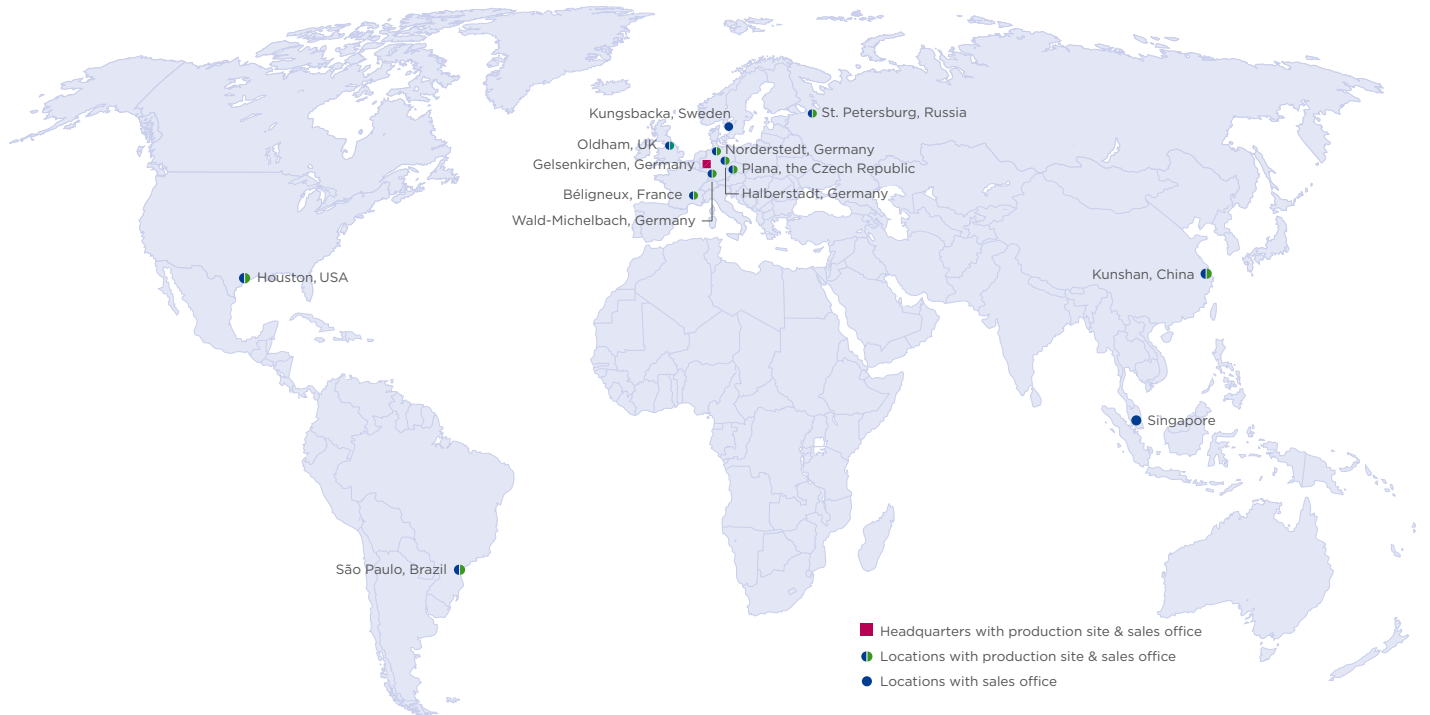 Kungsbacka, Sweden
St. Petersburg, Russia
Oldham, UK
Norderstedt, Germany
Gelsenkirchen, Germany
Plana, the Czech Republic
Béligneux, France
Halberstadt, Germany
Wald-Michelbach, Germany
Houston, USA
Kunshan, China
Singapore
São Paulo, Brazil
Headquarters with production site & sales office
Locations with production site & sales office
Locations with sales office